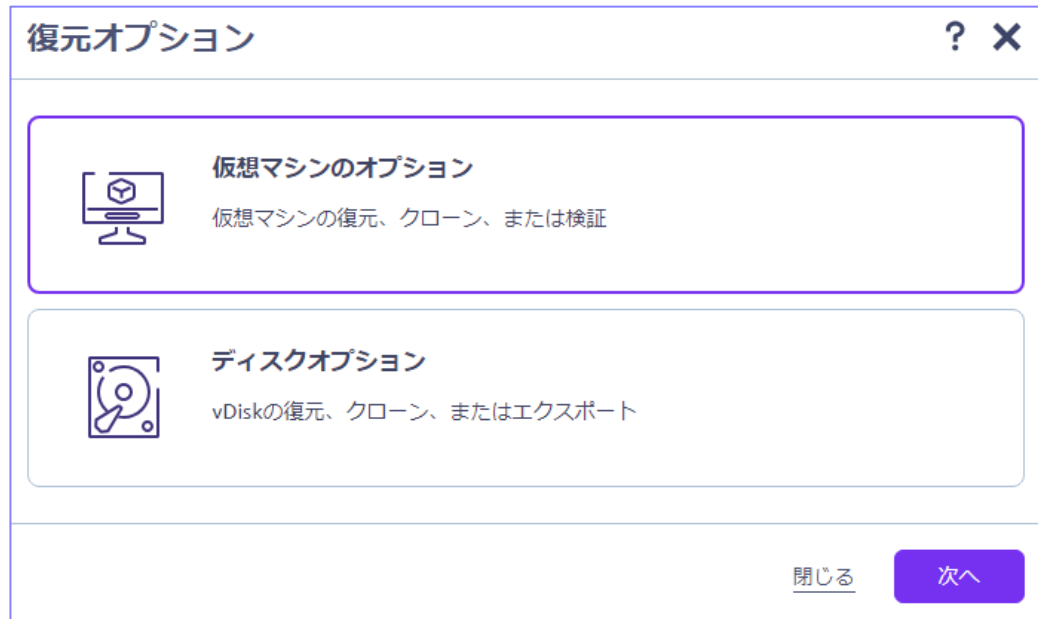 復元オプション
?
仮想マシンのオプション
仮想マシンの復元、クローン、または検証
ディスクオプション
vDiskの復元、クローン、またはエクスポート
閉じる
次へ